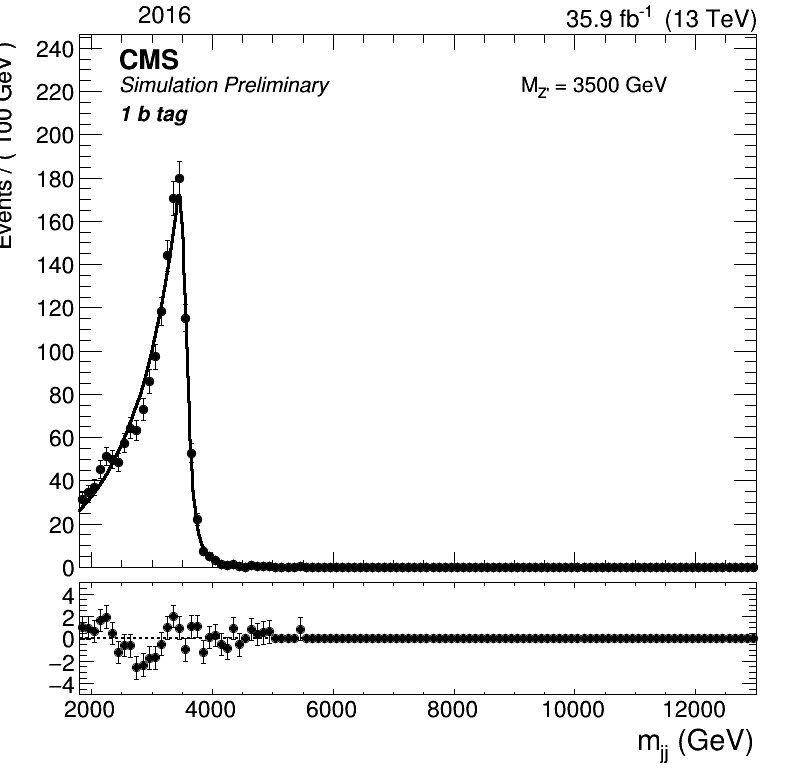 2016
35.9 fb⁻¹ (13 TeV)
CMS
Simulation Preliminary
1 b tag
M_Z' = 3500 GeV
Events / ( 100 GeV )
240
220
200
180
160
140
120
100
80
60
40
20
0
4
2
0
−2
−4
2000 4000 6000 8000 10000 12000
m_jj (GeV)